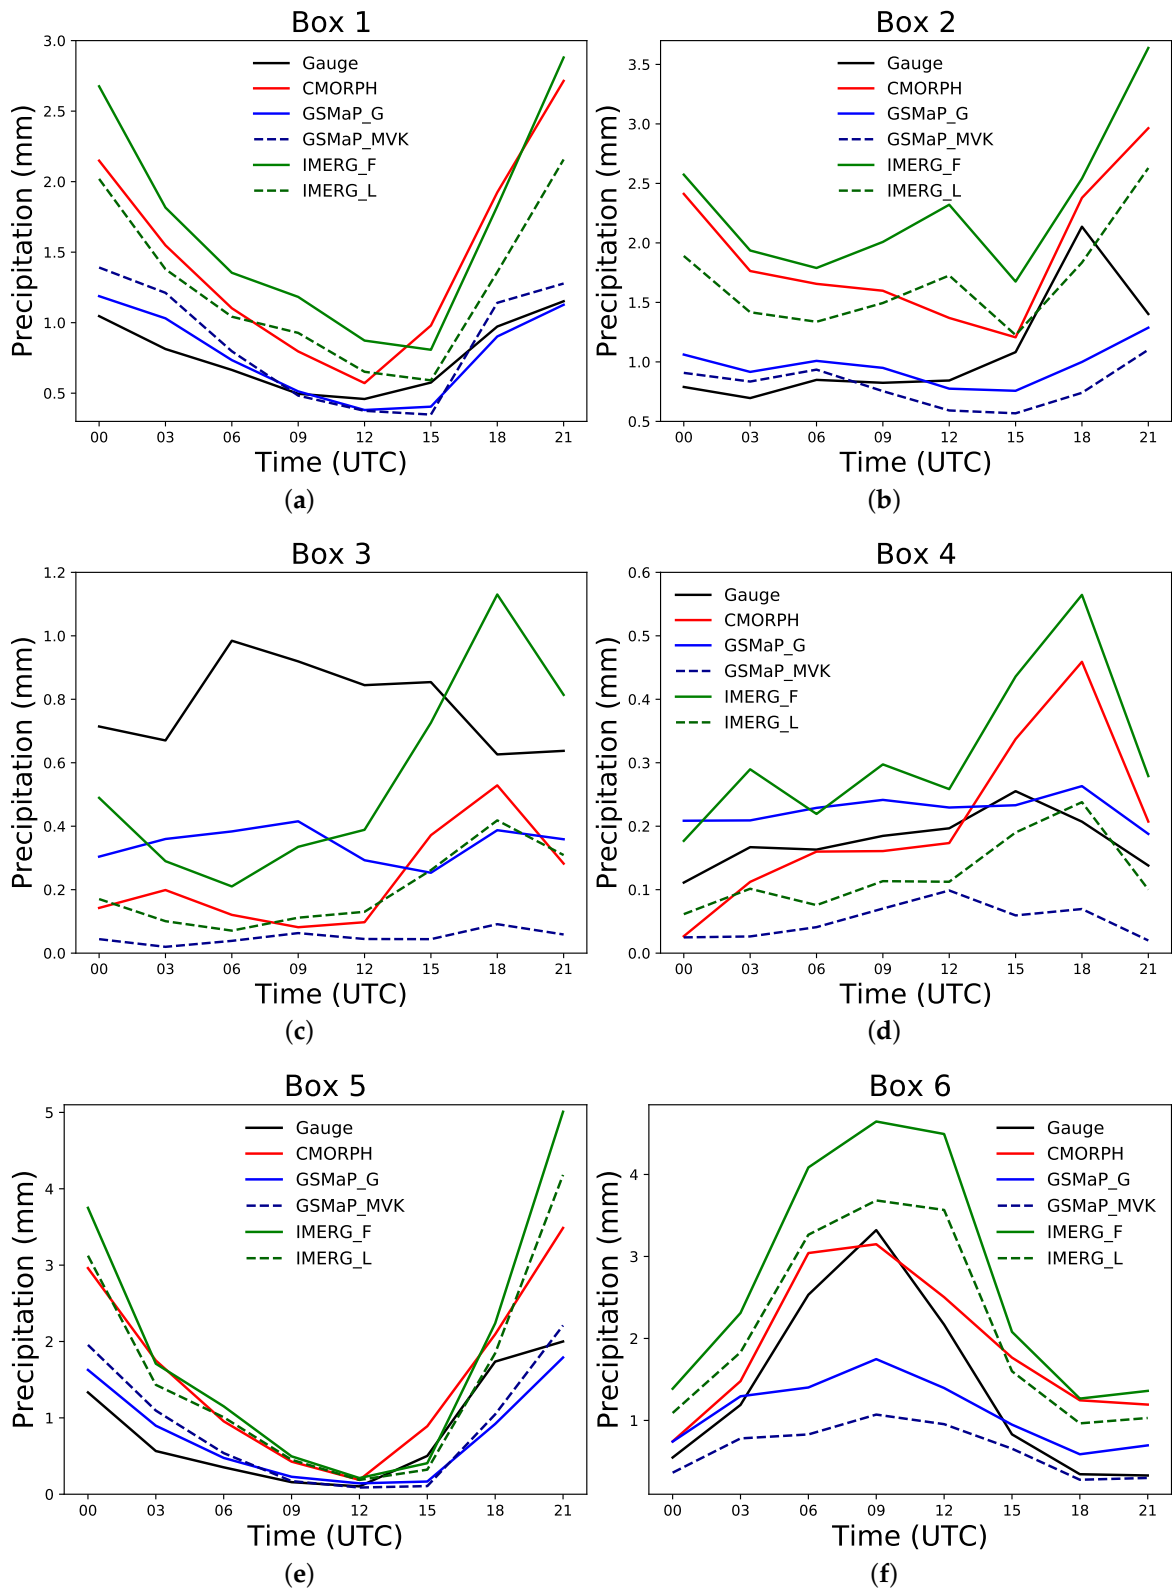 Box 1
Precipitation (mm)
3.0
2.5
2.0
1.5
1.0
0.5
Gauge
CMORPH
GSMaP_G
GSMaP_MVK
IMERG_F
IMERG_L
00 03 06 09 12 15 18 21
Time (UTC)
(a)
Box 2
Precipitation (mm)
3.5
3.0
2.5
2.0
1.5
1.0
0.5
Gauge
CMORPH
GSMaP_G
GSMaP_MVK
IMERG_F
IMERG_L
00 03 06 09 12 15 18 21
Time (UTC)
(b)
Box 3
Precipitation (mm)
1.2
1.0
0.8
0.6
0.4
0.2
0.0
00 03 06 09 12 15 18 21
Time (UTC)
(c)
Box 4
Precipitation (mm)
0.6
0.5
0.4
0.3
0.2
0.1
0.0
Gauge
CMORPH
GSMaP_G
GSMaP_MVK
IMERG_F
IMERG_L
00 03 06 09 12 15 18 21
Time (UTC)
(d)
Box 5
Precipitation (mm)
5
4
3
2
1
0
Gauge
CMORPH
GSMaP_G
GSMaP_MVK
IMERG_F
IMERG_L
00 03 06 09 12 15 18 21
Time (UTC)
(e)
Box 6
Precipitation (mm)
4
3
2
1
Gauge
CMORPH
GSMaP_G
GSMaP_MVK
IMERG_F
IMERG_L
00 03 06 09 12 15 18 21
Time (UTC)
(f)